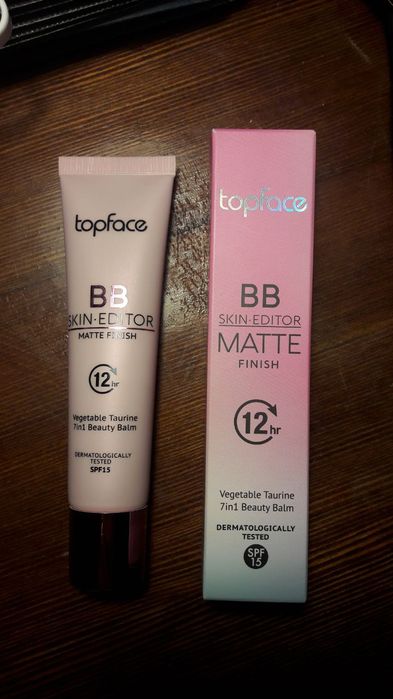 topface
BB
SKIN·EDITOR
MATTE FINISH
12hr
Vegetable Taurine
7in1 Beauty Balm
DERMATOLOGICALLY
TESTED
SPF15
topface
BB
SKIN-EDITOR
MATTE
FINISH
12hr
Vegetable Taurine
7in1 Beauty Balm
DERMATOLOGICALLY
TESTED
SPF
15